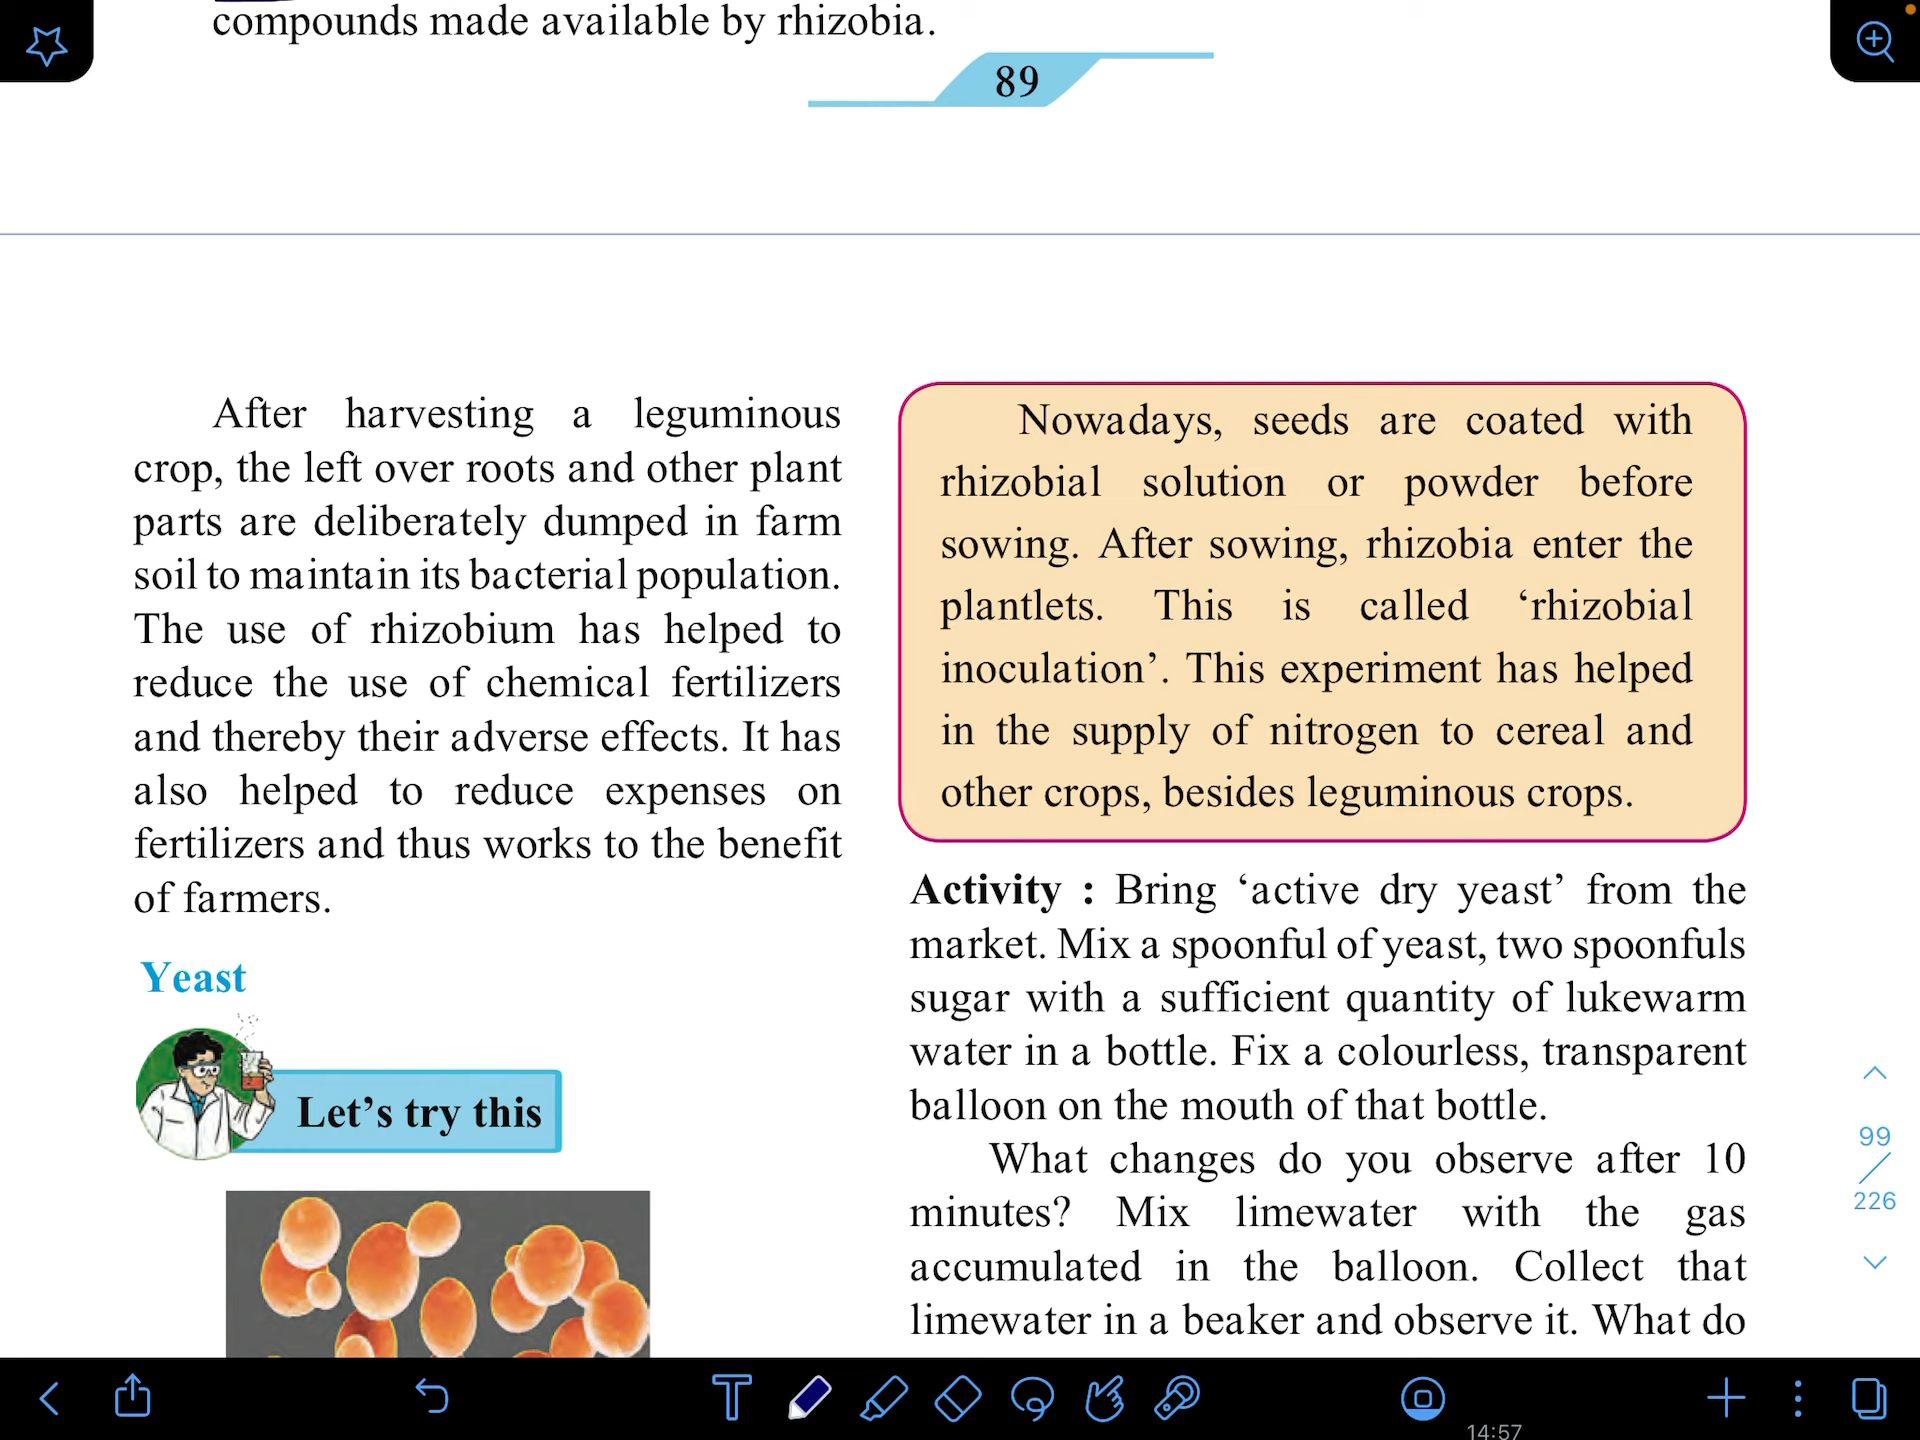 compounds made available by rhizobia.
89
After harvesting a leguminous
crop, the left over roots and other plant
parts are deliberately dumped in farm
soil to maintain its bacterial population.
The use of rhizobium has helped to
reduce the use of chemical fertilizers
and thereby their adverse effects. It has
also helped to reduce expenses on
fertilizers and thus works to the benefit
of farmers.
Yeast
Let’s try this
Nowadays, seeds are coated with
rhizobial solution or powder before
sowing. After sowing, rhizobia enter the
plantlets. This is called ‘rhizobial
inoculation’. This experiment has helped
in the supply of nitrogen to cereal and
other crops, besides leguminous crops.
Activity : Bring ‘active dry yeast’ from the
market. Mix a spoonful of yeast, two spoonfuls
sugar with a sufficient quantity of lukewarm
water in a bottle. Fix a colourless, transparent
balloon on the mouth of that bottle.
What changes do you observe after 10
minutes? Mix limewater with the gas
accumulated in the balloon. Collect that
limewater in a beaker and observe it. What do
99
226
14:57